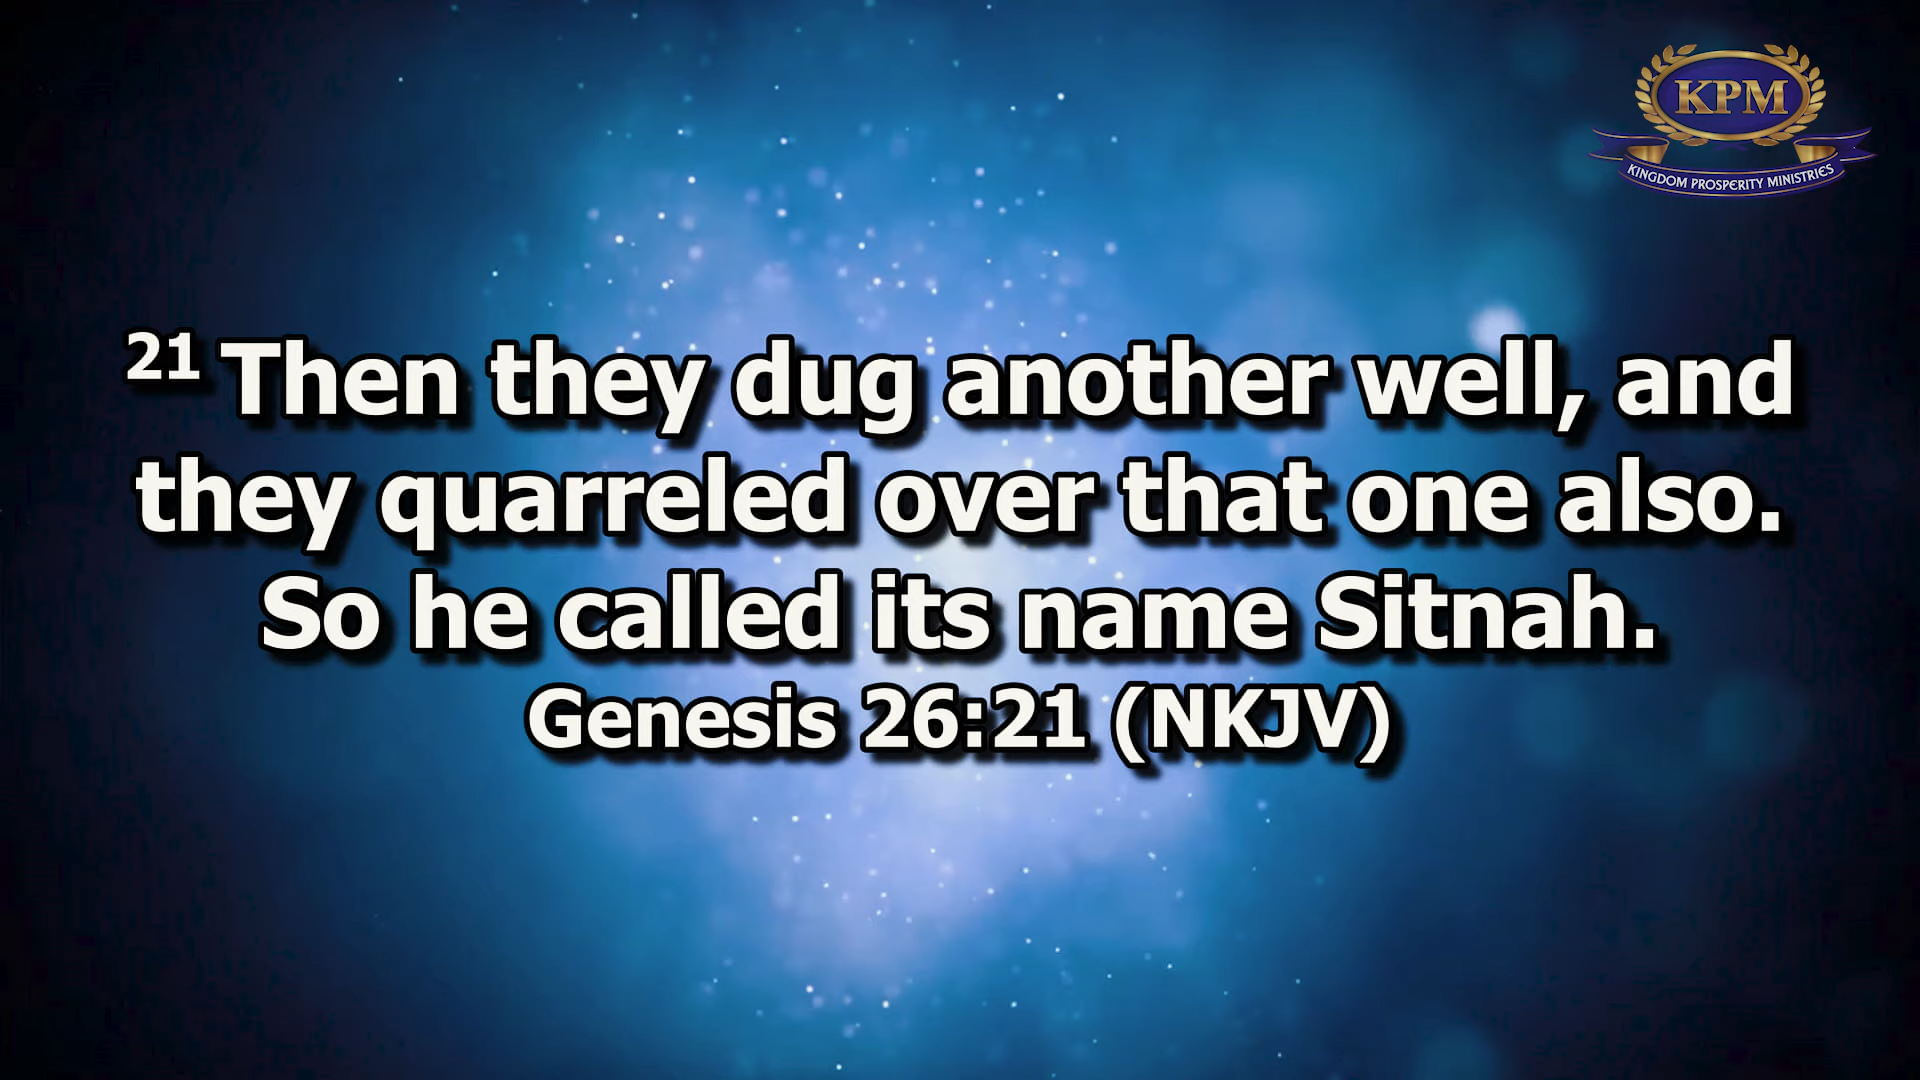 KPM
KINGDOM PROSPERITY MINISTRIES
21 Then they dug another well, and
they quarreled over that one also.
So he called its name Sitnah.
Genesis 26:21 (NKJV)